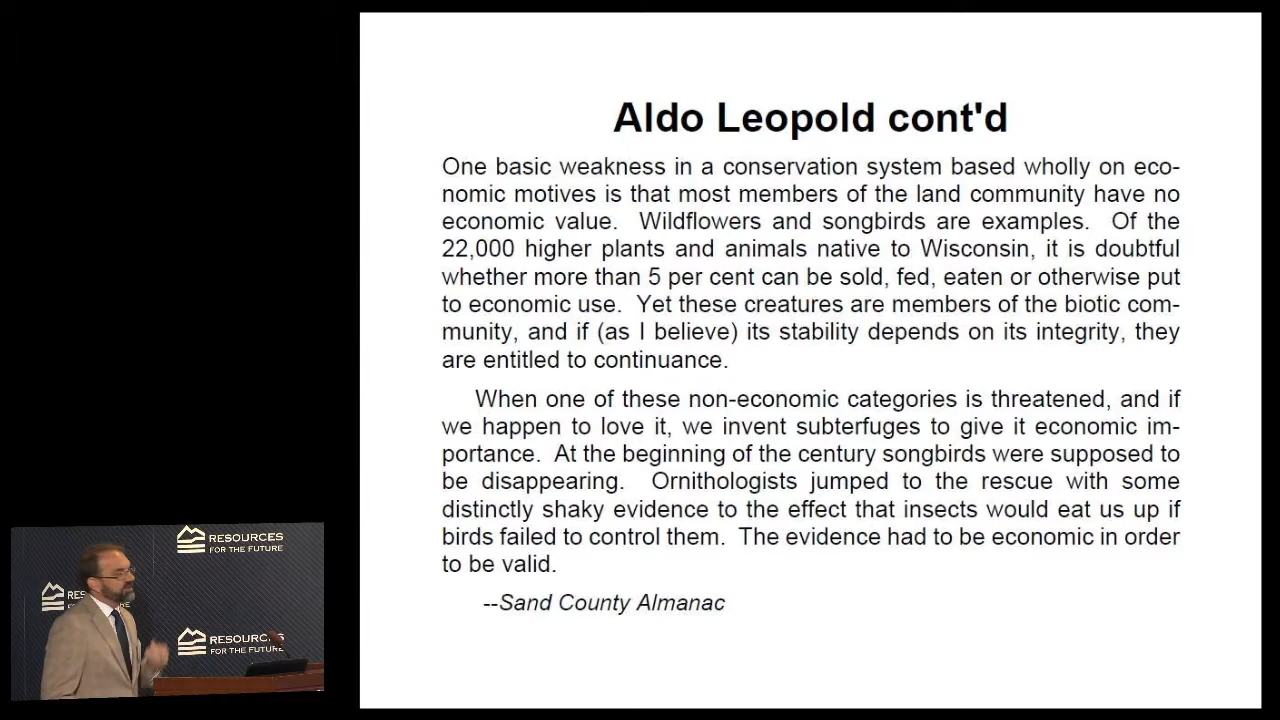 Aldo Leopold cont'd
One basic weakness in a conservation system based wholly on eco-
nomic motives is that most members of the land community have no
economic value. Wildflowers and songbirds are examples. Of the
22,000 higher plants and animals native to Wisconsin, it is doubtful
whether more than 5 per cent can be sold, fed, eaten or otherwise put
to economic use. Yet these creatures are members of the biotic com-
munity, and if (as I believe) its stability depends on its integrity, they
are entitled to continuance.
When one of these non-economic categories is threatened, and if
we happen to love it, we invent subterfuges to give it economic im-
portance. At the beginning of the century songbirds were supposed to
be disappearing. Ornithologists jumped to the rescue with some
distinctly shaky evidence to the effect that insects would eat us up if
birds failed to control them. The evidence had to be economic in order
to be valid.
--Sand County Almanac
RESOURCES
FOR THE FUTURE
RESOURCES
FOR THE FUTURE